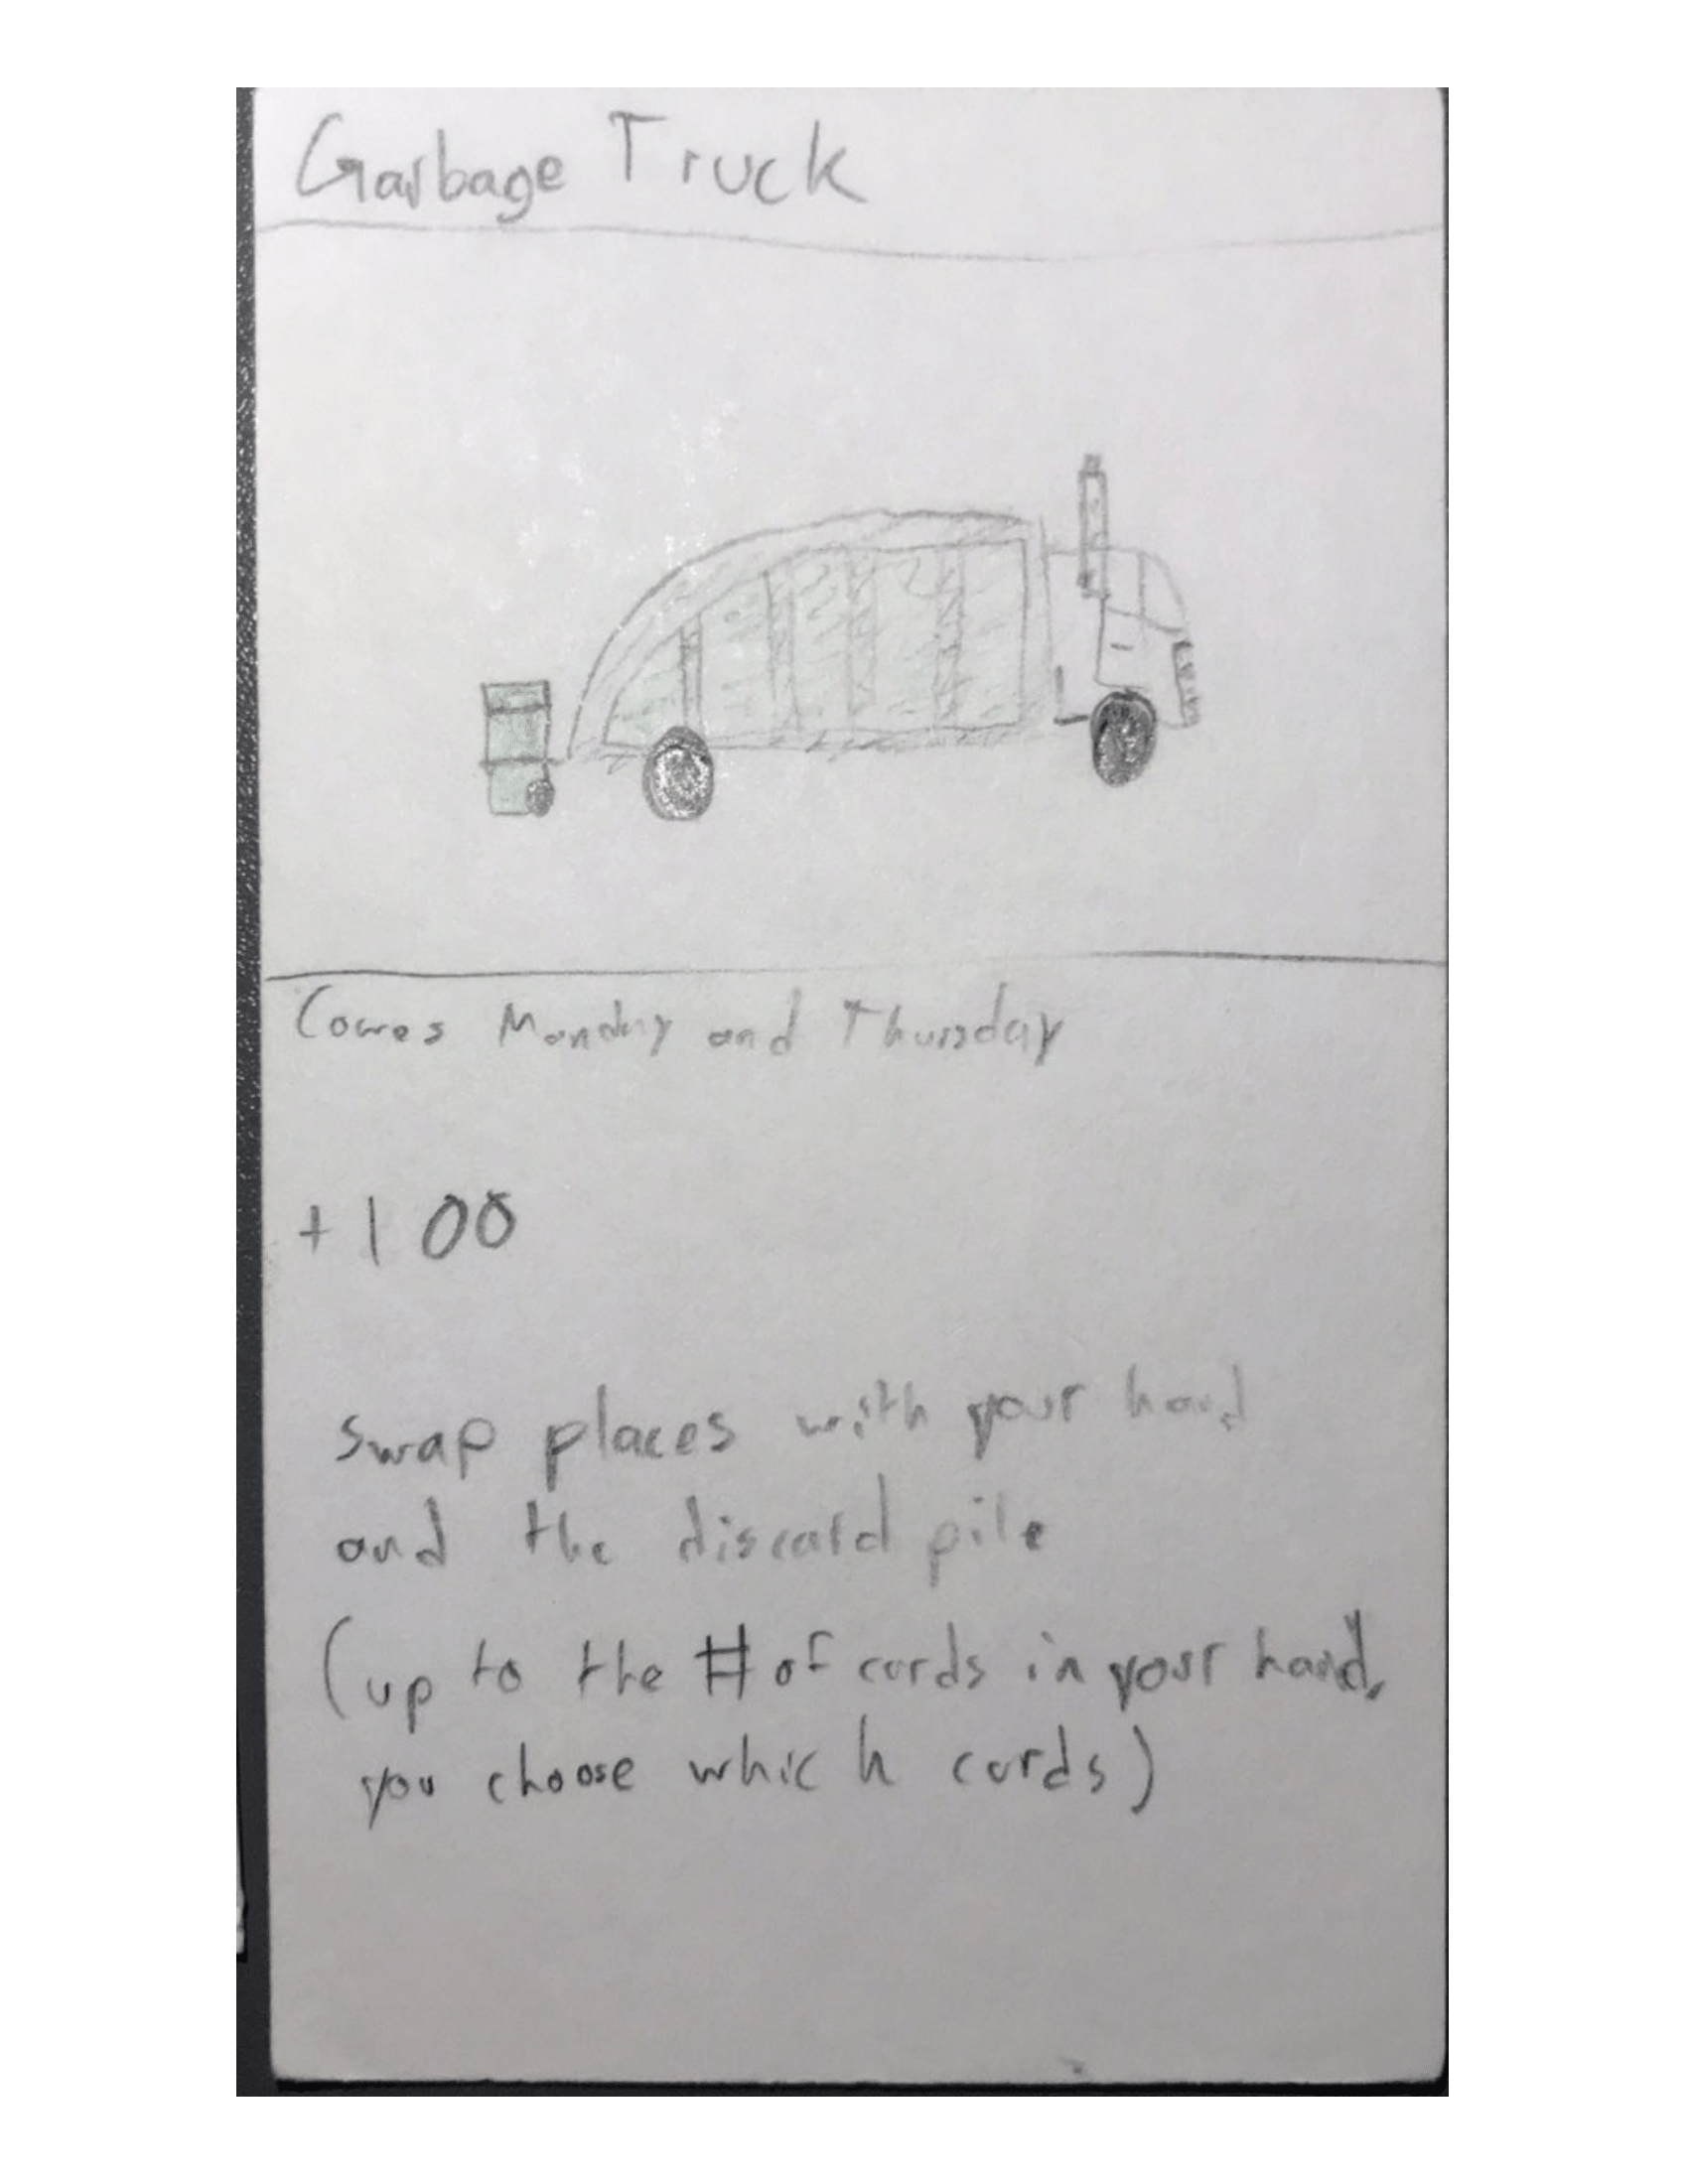 Garbage Truck
Comes Monday and Thursday
+100
swap places with your hand
and the discard pile
(up to the # of cards in your hand,
you choose which cards)